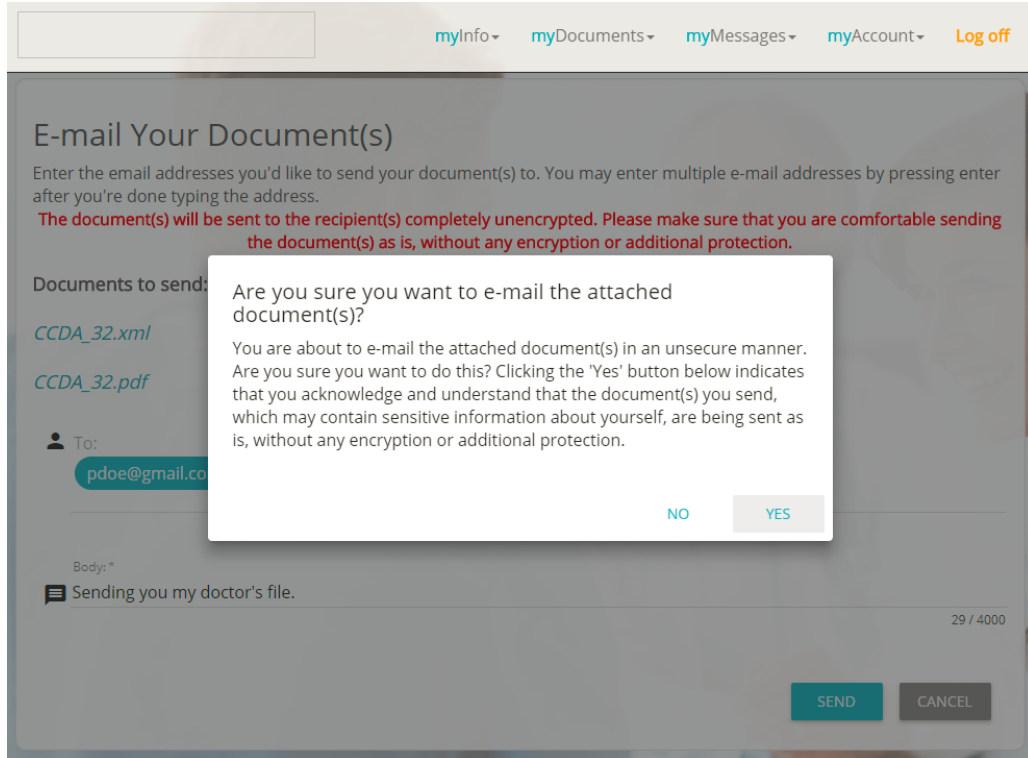 myInfo myDocuments myMessages myAccount Log off
E-mail Your Document(s)
Enter the email addresses you'd like to send your document(s) to. You may enter multiple e-mail addresses by pressing enter
after you're done typing the address.
The document(s) will be sent to the recipient(s) completely unencrypted. Please make sure that you are comfortable sending
the document(s) as is, without any encryption or additional protection.
Documents to send:
CCDA_32.xml
CCDA_32.pdf
To:
pdoe@gmail.co
Are you sure you want to e-mail the attached
document(s)?
You are about to e-mail the attached document(s) in an unsecure manner.
Are you sure you want to do this? Clicking the 'Yes' button below indicates
that you acknowledge and understand that the document(s) you send,
which may contain sensitive information about yourself, are being sent as
is, without any encryption or additional protection.
NO YES
Body:*
Sending you my doctor's file.
29 / 4000
SEND CANCEL